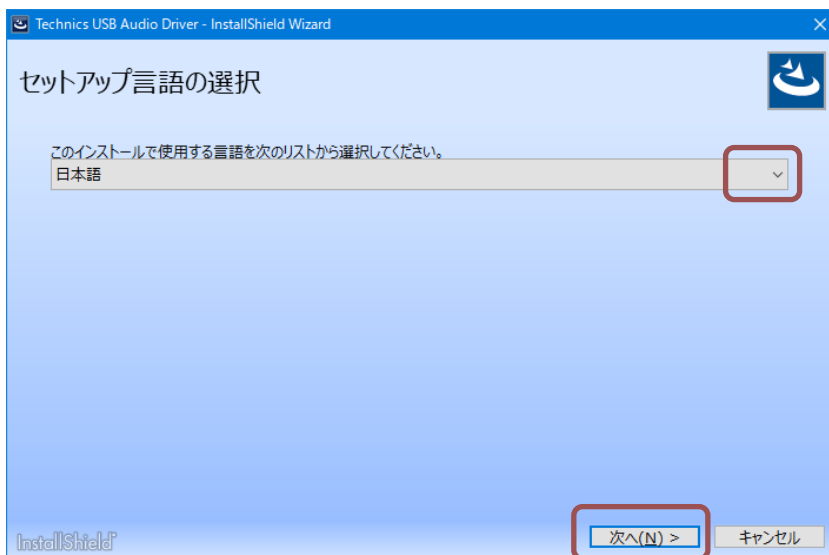 Technics USB Audio Driver - InstallShield Wizard
セットアップ言語の選択
このインストールで使用する言語を次のリストから選択してください。
日本語
InstallShield
次へ(N) >
キャンセル